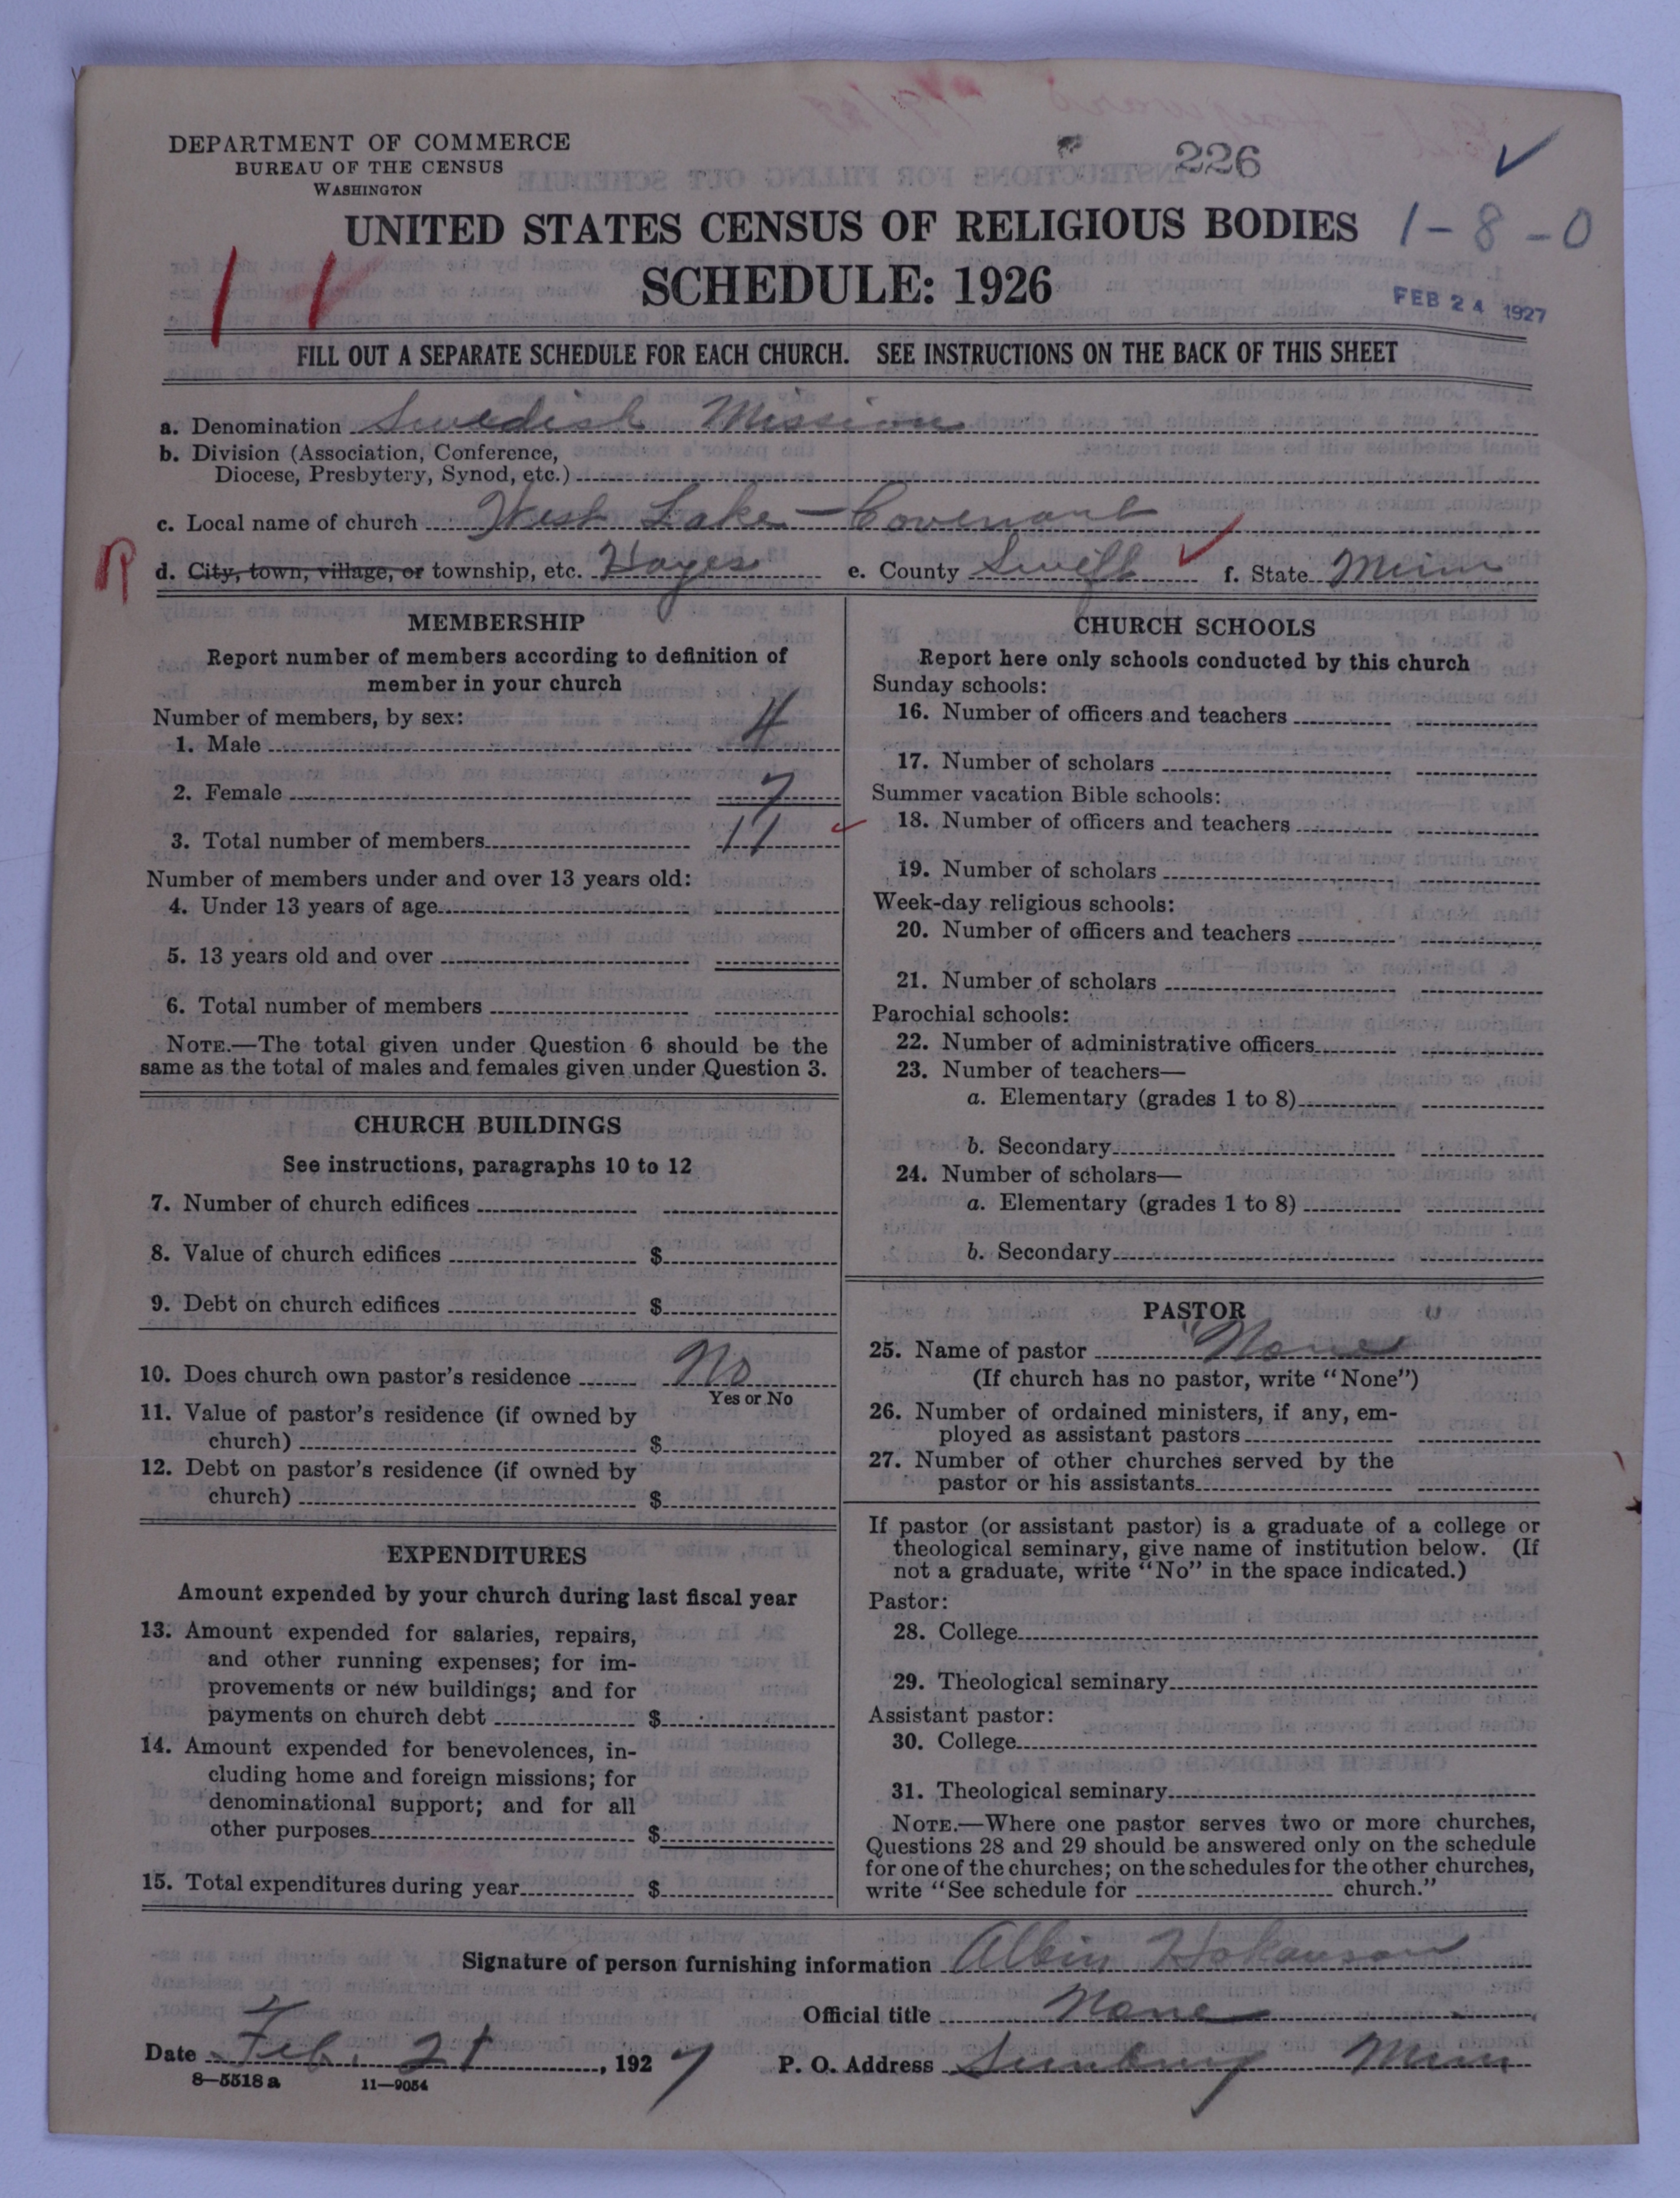 DEPARTMENT OF COMMERCE
BUREAU OF THE CENSUS
WASHINGTON
226
UNITED STATES CENSUS OF RELIGIOUS BODIES
1-8-0
SCHEDULE: 1926
FEB 24 1927
FILL OUT A SEPARATE SCHEDULE FOR EACH CHURCH. SEE INSTRUCTIONS ON THE BACK OF THIS SHEET
a. Denomination Swedish Mission
b. Division (Association, Conference,
Diocese, Presbytery, Synod, etc.)
c. Local name of church West Lake - Covenant
R d. City, town, village, or township, etc. Hayes e. County Swift f. State Minn
MEMBERSHIP
Report number of members according to definition of
member in your church
Number of members, by sex:
1. Male 4
2. Female 7
3. Total number of members 11
Number of members under and over 13 years old:
4. Under 13 years of age
5. 13 years old and over
6. Total number of members
NOTE.—The total given under Question 6 should be the
same as the total of males and females given under Question 3.
CHURCH BUILDINGS
See instructions, paragraphs 10 to 12
7. Number of church edifices
8. Value of church edifices $
9. Debt on church edifices $
10. Does church own pastor's residence No
Yes or No
11. Value of pastor's residence (if owned by
church) $
12. Debt on pastor's residence (if owned by
church) $
EXPENDITURES
Amount expended by your church during last fiscal year
13. Amount expended for salaries, repairs,
and other running expenses; for im-
provements or new buildings; and for
payments on church debt $
14. Amount expended for benevolences, in-
cluding home and foreign missions; for
denominational support; and for all
other purposes $
15. Total expenditures during year $
CHURCH SCHOOLS
Report here only schools conducted by this church
Sunday schools:
16. Number of officers and teachers
17. Number of scholars
Summer vacation Bible schools:
18. Number of officers and teachers
19. Number of scholars
Week-day religious schools:
20. Number of officers and teachers
21. Number of scholars
Parochial schools:
22. Number of administrative officers
23. Number of teachers—
a. Elementary (grades 1 to 8)
b. Secondary
24. Number of scholars—
a. Elementary (grades 1 to 8)
b. Secondary
PASTOR
25. Name of pastor "None"
(If church has no pastor, write "None")
26. Number of ordained ministers, if any, em-
ployed as assistant pastors
27. Number of other churches served by the
pastor or his assistants
If pastor (or assistant pastor) is a graduate of a college or
theological seminary, give name of institution below. (If
not a graduate, write "No" in the space indicated.)
Pastor:
28. College
29. Theological seminary
Assistant pastor:
30. College
31. Theological seminary
NOTE.—Where one pastor serves two or more churches,
Questions 28 and 29 should be answered only on the schedule
for one of the churches; on the schedules for the other churches,
write "See schedule for church."
Signature of person furnishing information Albin Hokanson
Official title None
Date Feb. 21, 1927 P. O. Address Sunburg Minn
8—5518 a 11—9054